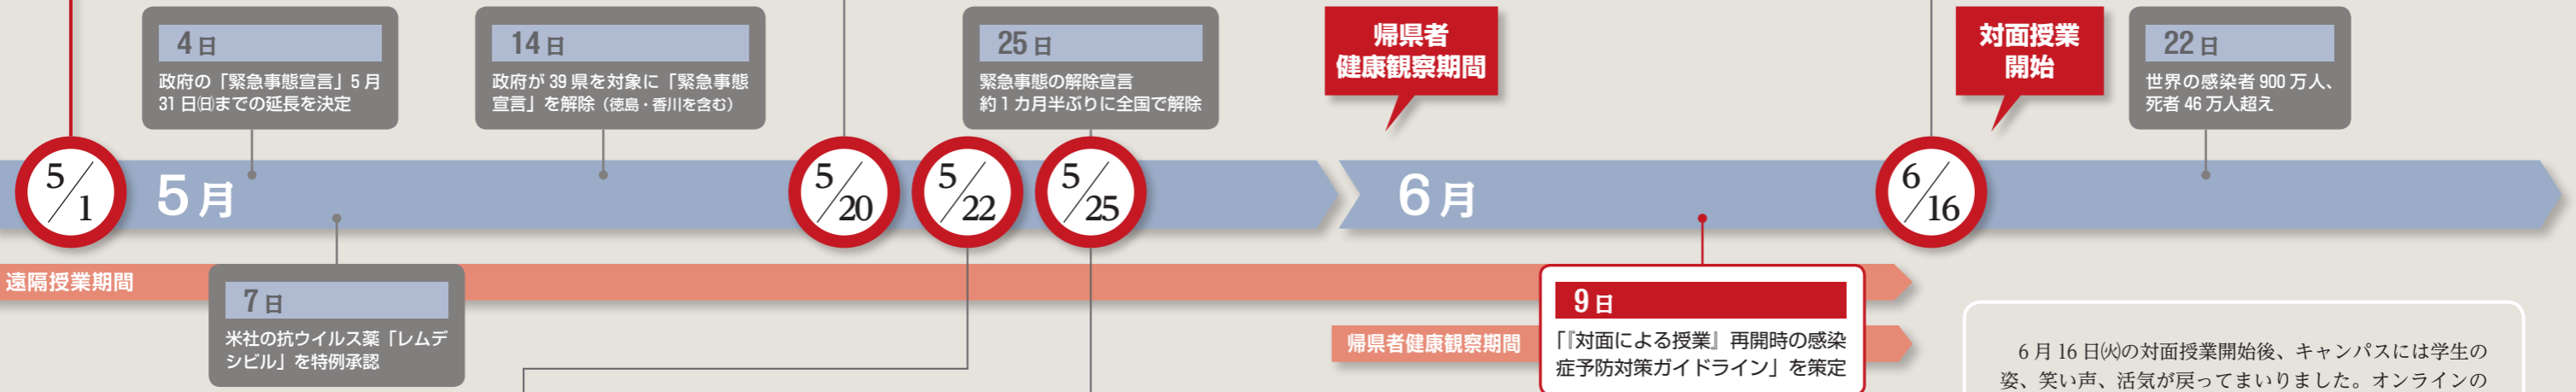 4日
政府の「緊急事態宣言」5月
31日㈰までの延長を決定
14日
政府が39県を対象に「緊急事態
宣言」を解除（徳島・香川を含む）
25日
緊急事態の解除宣言
約1カ月半ぶりに全国で解除
帰県者
健康観察期間
対面授業
開始
22日
世界の感染者900万人、
死者46万人超え
5/1
5月
5/20
5/22
5/25
6月
6/16
遠隔授業期間
7日
米社の抗ウイルス薬「レムデ
シビル」を特例承認
帰県者健康観察期間
9日
「『対面による授業』再開時の感染
症予防対策ガイドライン」を策定
6月16日㈫の対面授業開始後、キャンパスには学生の
姿、笑い声、活気が戻ってまいりました。オンラインの